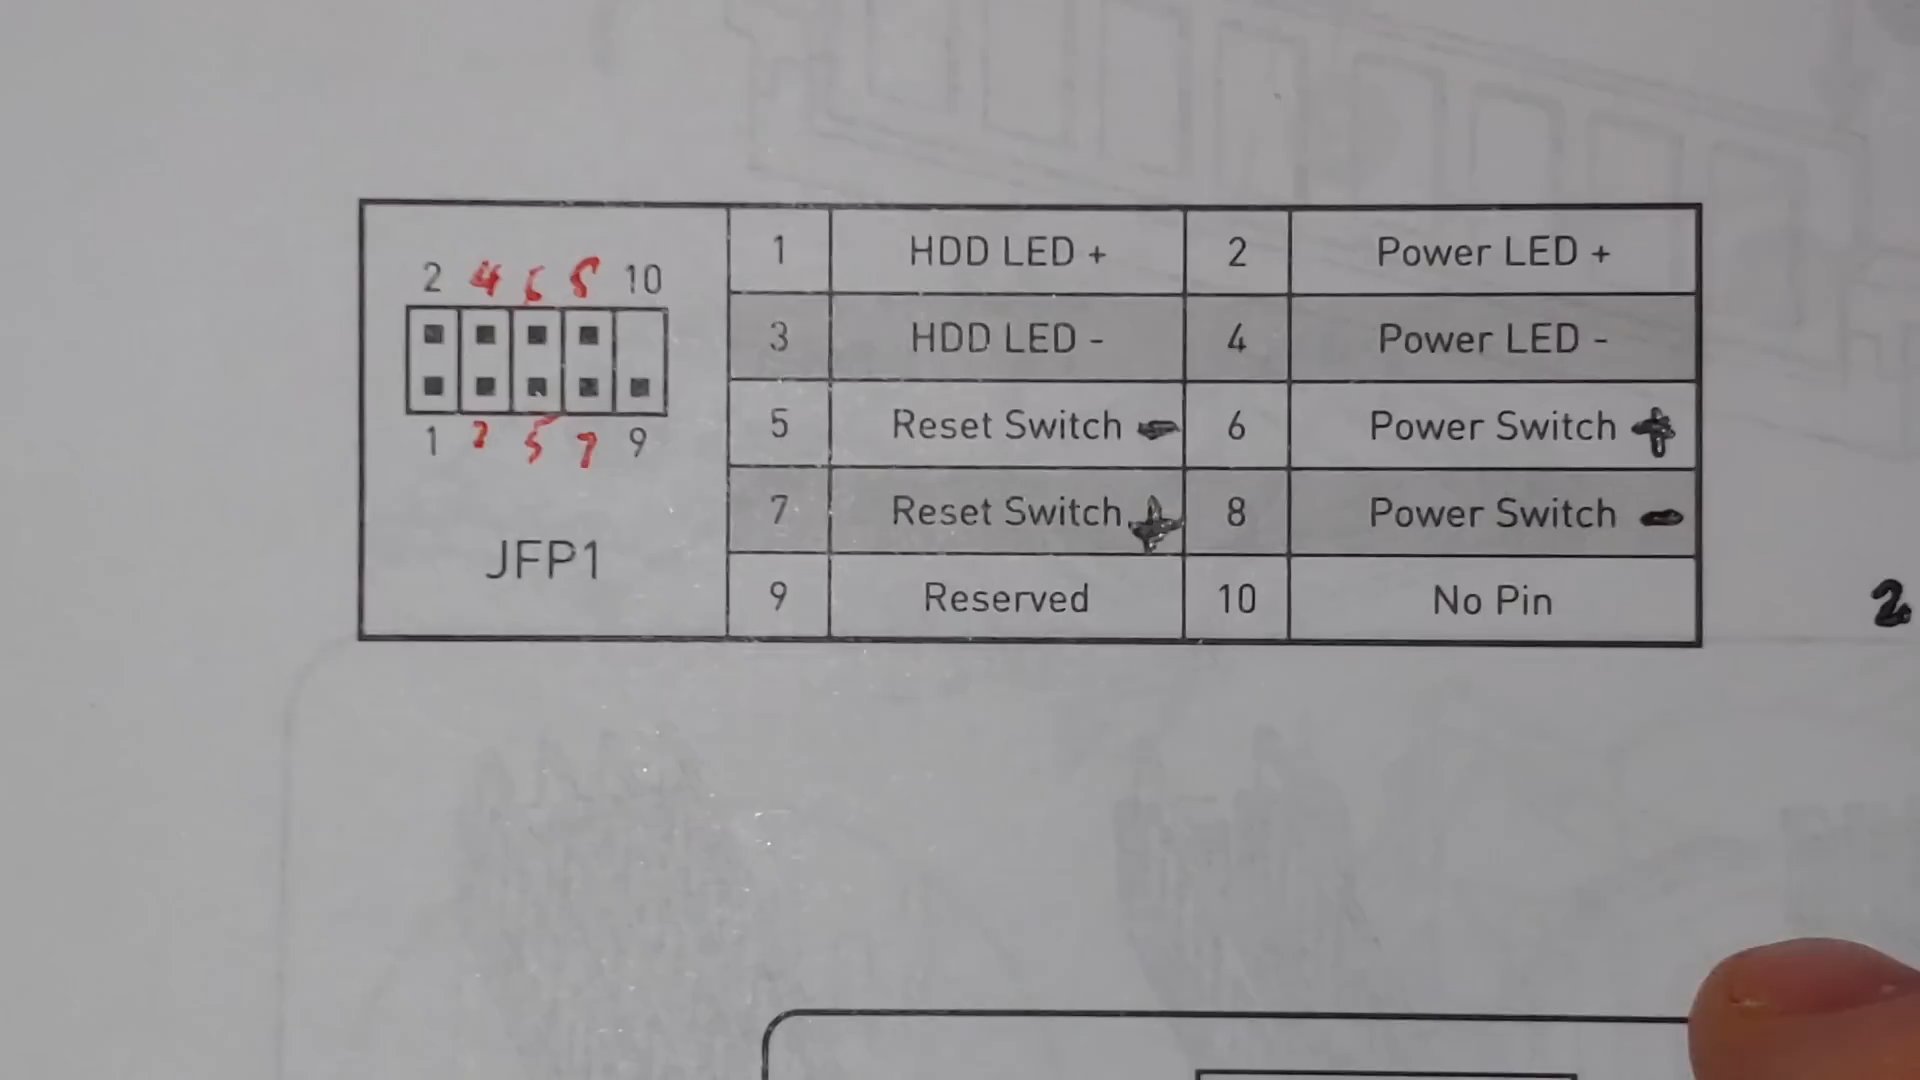 2 4 6 8 10
1 3 5 7 9
JFP1
1 HDD LED + 2 Power LED +
3 HDD LED - 4 Power LED -
5 Reset Switch - 6 Power Switch +
7 Reset Switch + 8 Power Switch -
9 Reserved 10 No Pin
2